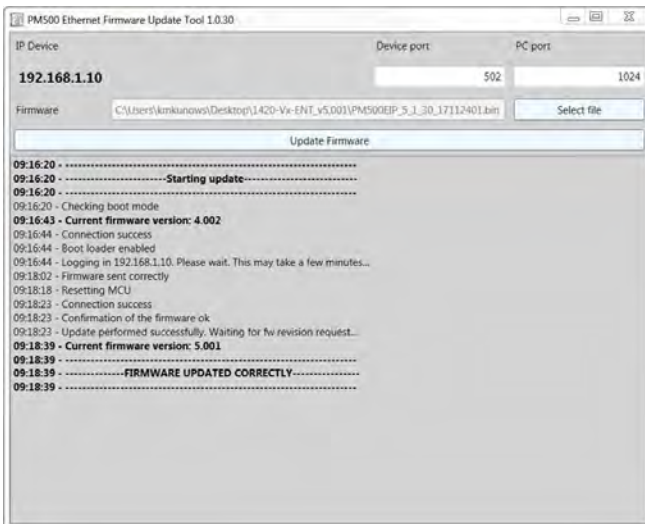 PM500 Ethernet Firmware Update Tool 1.0.30
IP Device Device port PC port
192.168.1.10 502 1024
Firmware C:\Users\kmkunows\Desktop\1420-Vx-ENT_v5.001\PM500EIP_5_1_30_17112401.bin Select file
Update Firmware
09:16:20 - ----------------------------------------------------------------------
09:16:20 - ------------------------Starting update---------------------------
09:16:20 - ----------------------------------------------------------------------
09:16:20 - Checking boot mode
09:16:43 - Current firmware version: 4.002
09:16:44 - Connection success
09:16:44 - Boot loader enabled
09:16:44 - Logging in 192.168.1.10. Please wait. This may take a few minutes...
09:18:02 - Firmware sent correctly
09:18:18 - Resetting MCU
09:18:23 - Connection success
09:18:23 - Confirmation of the firmware ok
09:18:23 - Update performed successfully. Waiting for fw revision request...
09:18:39 - Current firmware version: 5.001
09:18:39 - ----------------------------------------------------------------------
09:18:39 - --------------FIRMWARE UPDATED CORRECTLY----------------
09:18:39 - ----------------------------------------------------------------------